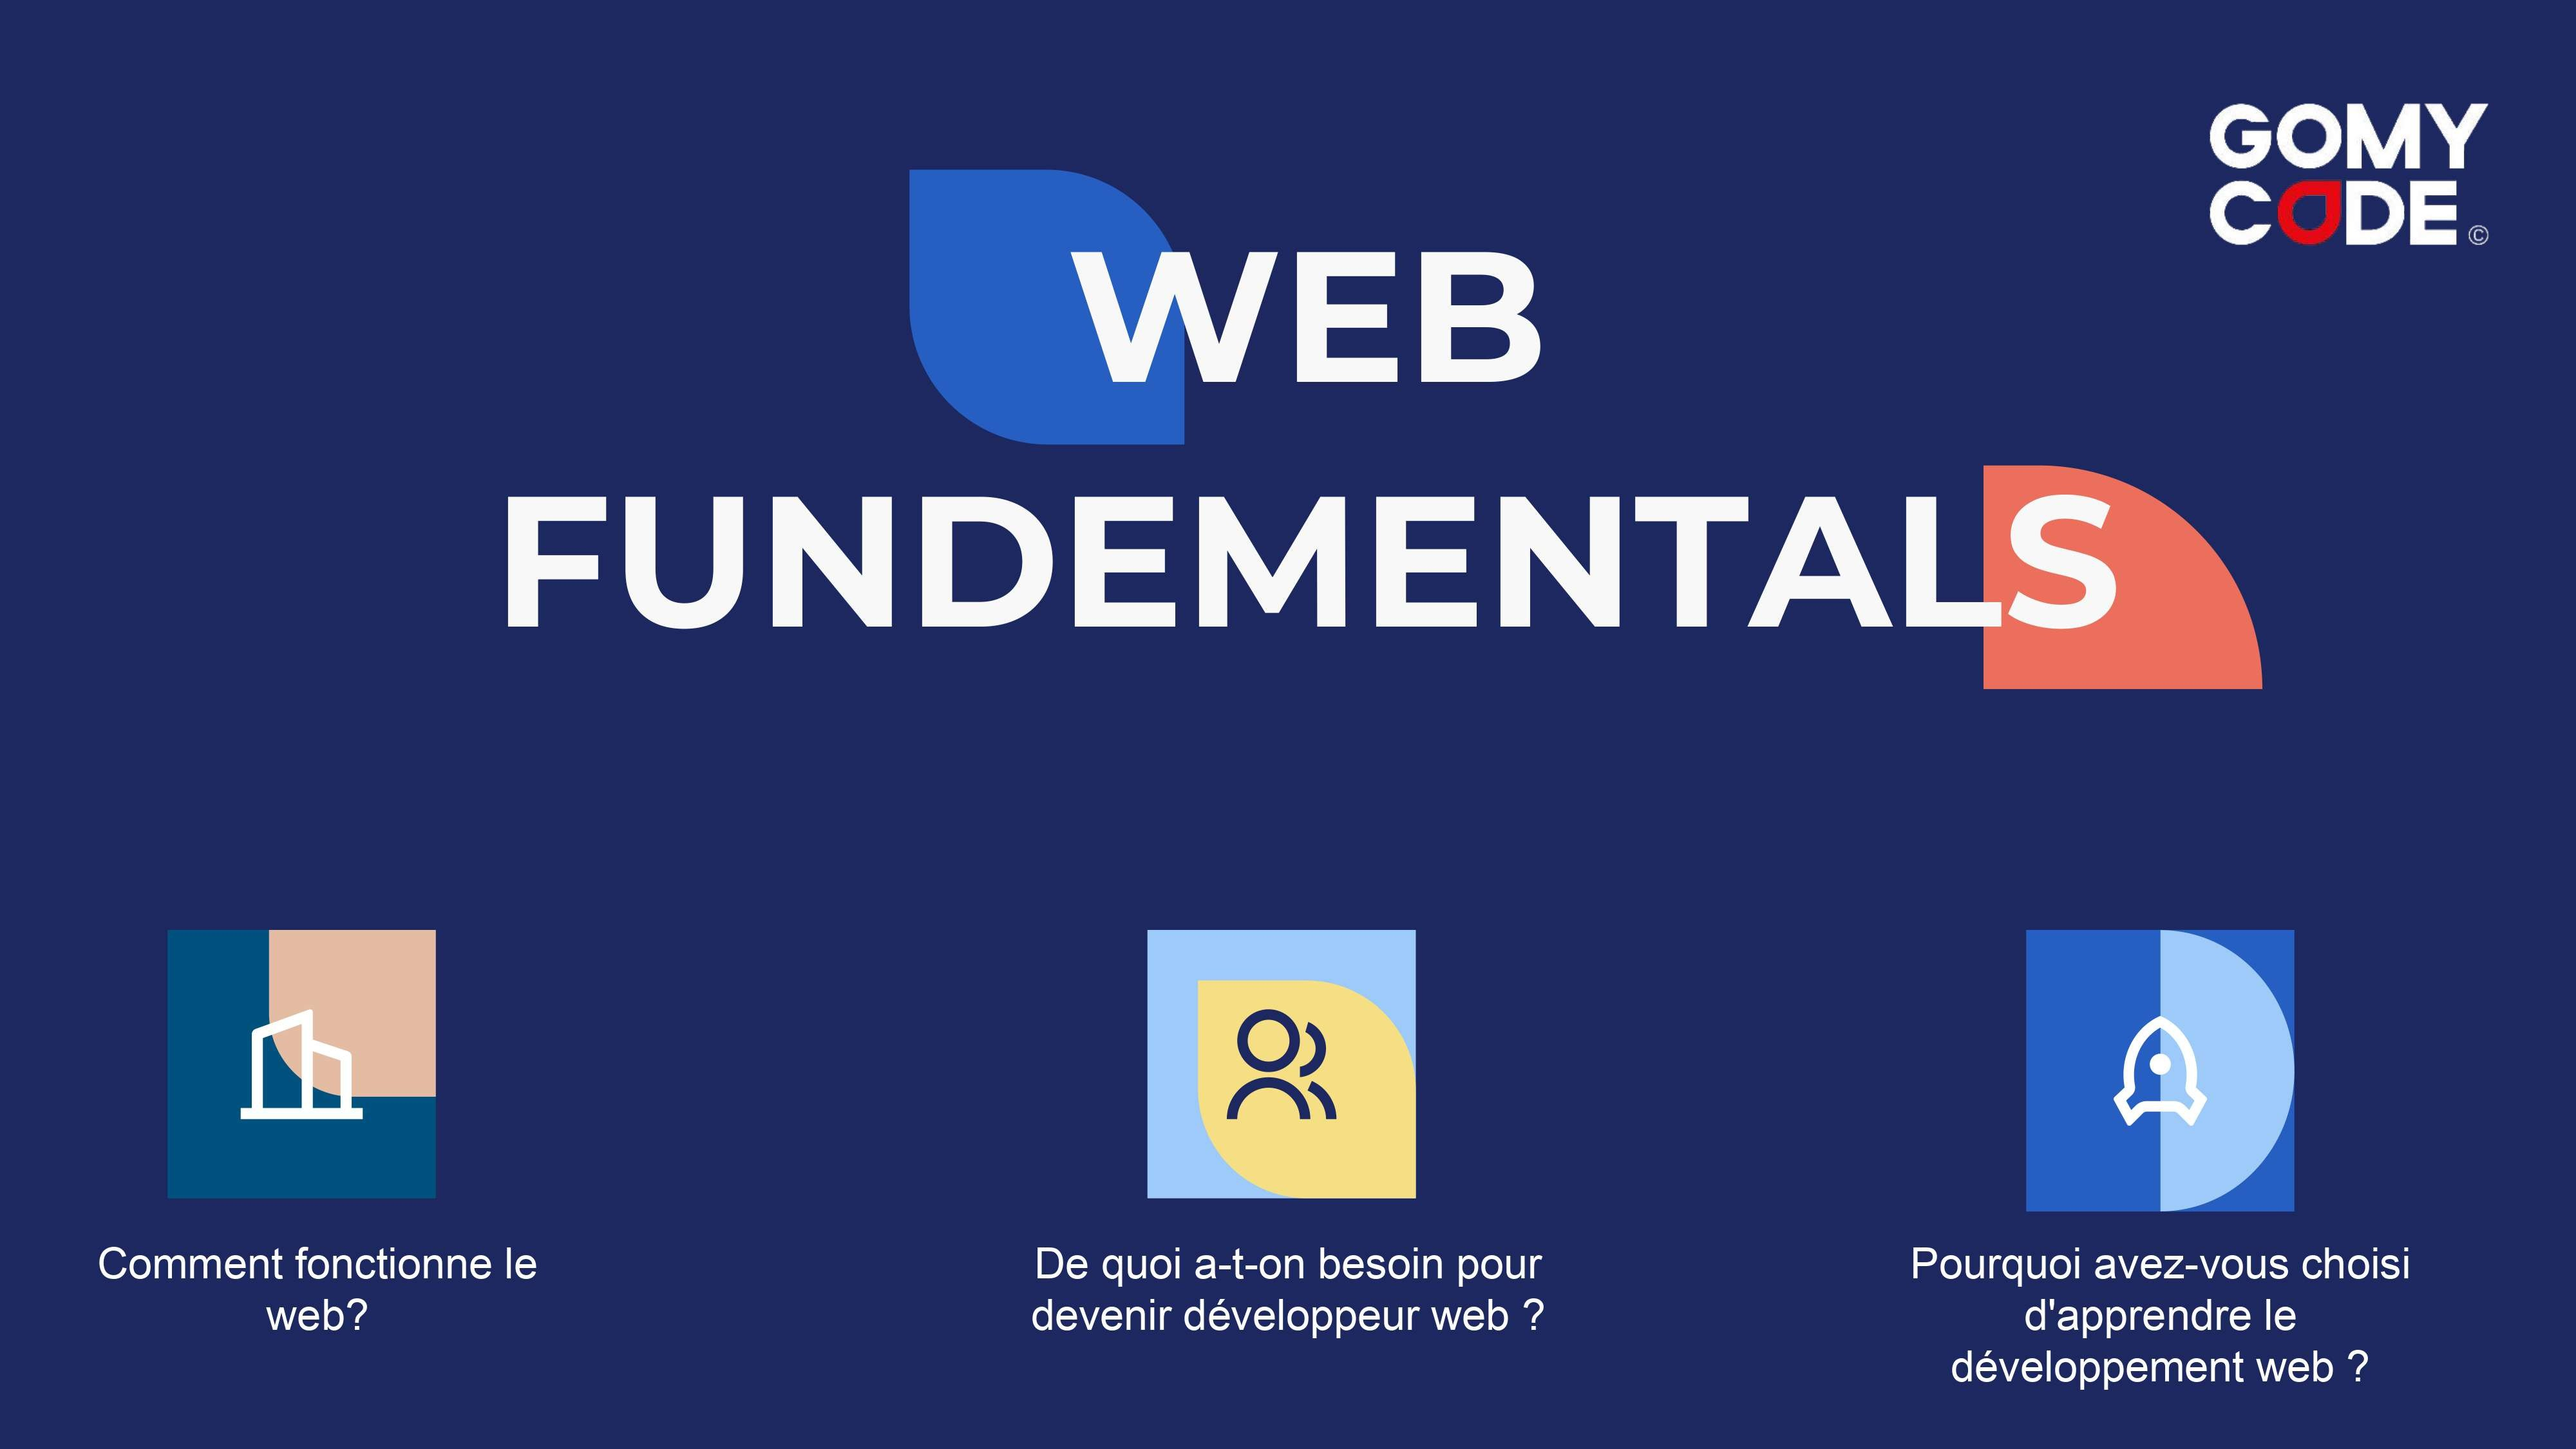 GOMY
CODE ©
WEB
FUNDEMENTALS
Comment fonctionne le
web?
De quoi a-t-on besoin pour
devenir développeur web ?
Pourquoi avez-vous choisi
d'apprendre le
développement web ?